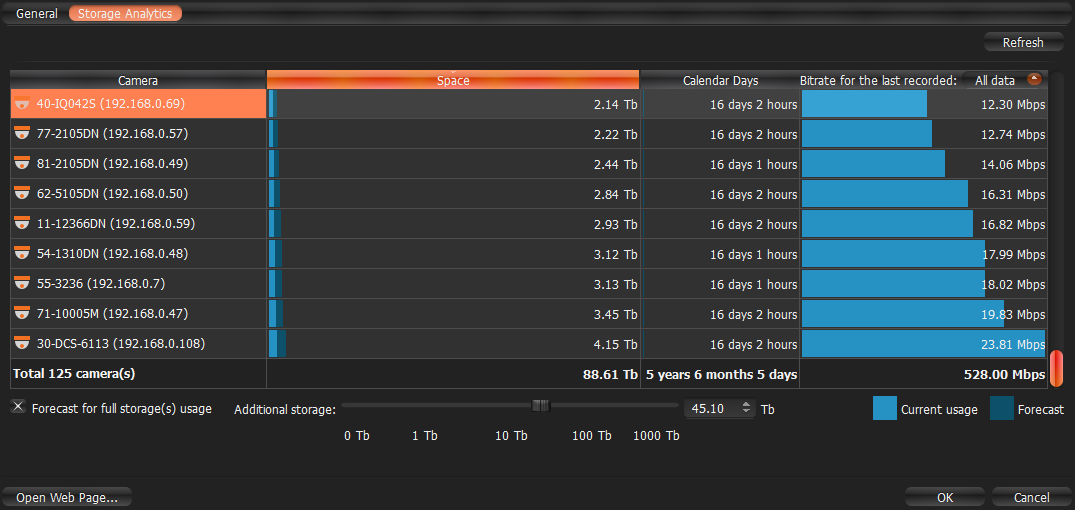 General Storage Analytics
Refresh
Camera Space Calendar Days Bitrate for the last recorded: All data
40-IQ042S (192.168.0.69) 2.14 Tb 16 days 2 hours 12.30 Mbps
77-2105DN (192.168.0.57) 2.22 Tb 16 days 2 hours 12.74 Mbps
81-2105DN (192.168.0.49) 2.44 Tb 16 days 1 hours 14.06 Mbps
62-5105DN (192.168.0.50) 2.84 Tb 16 days 2 hours 16.31 Mbps
11-12366DN (192.168.0.59) 2.93 Tb 16 days 2 hours 16.82 Mbps
54-1310DN (192.168.0.48) 3.12 Tb 16 days 1 hours 17.99 Mbps
55-3236 (192.168.0.7) 3.13 Tb 16 days 1 hours 18.02 Mbps
71-10005M (192.168.0.47) 3.45 Tb 16 days 2 hours 19.83 Mbps
30-DCS-6113 (192.168.0.108) 4.15 Tb 16 days 2 hours 23.81 Mbps
Total 125 camera(s) 88.61 Tb 5 years 6 months 5 days 528.00 Mbps
Forecast for full storage(s) usage Additional storage: 45.10 Tb Current usage Forecast
0 Tb 1 Tb 10 Tb 100 Tb 1000 Tb
Open Web Page... OK Cancel